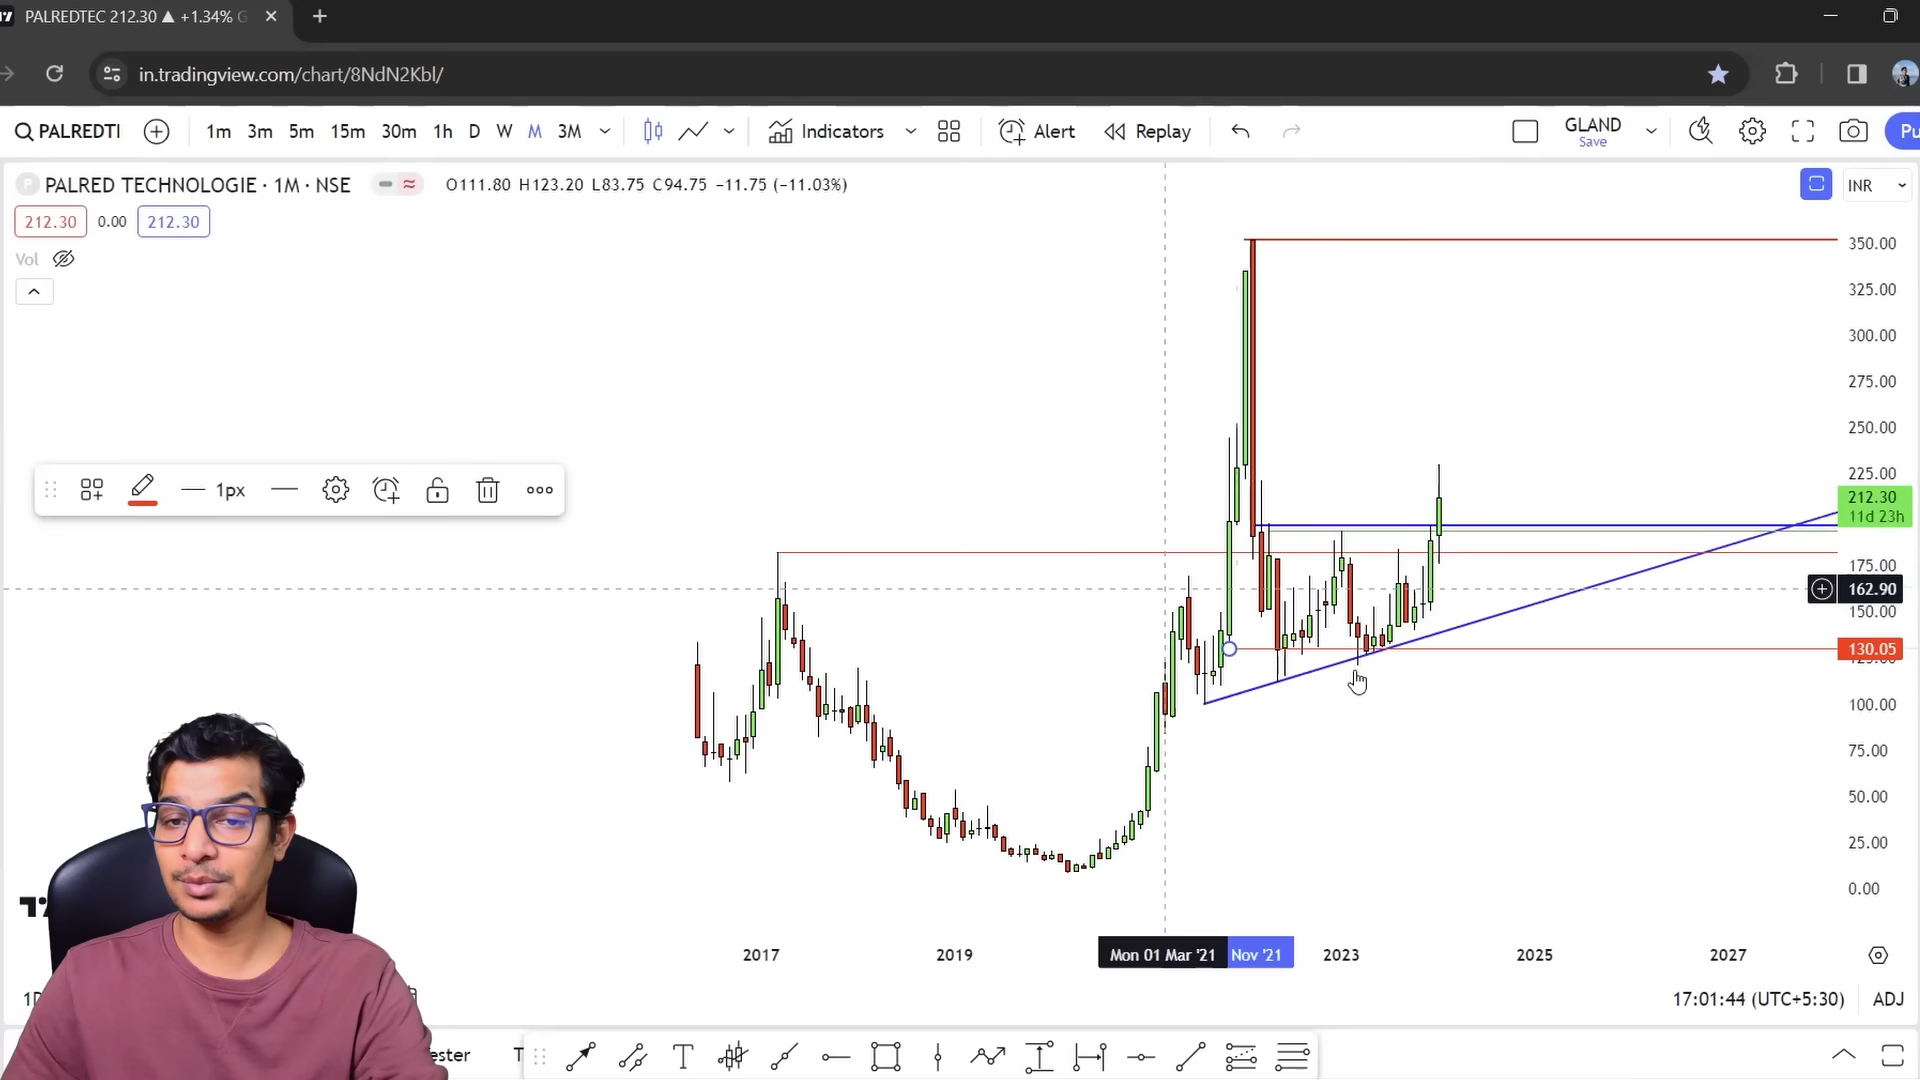 PALREDTEC 212.30 ▲ +1.34% G
in.tradingview.com/chart/8NdN2Kbl/
PALREDTI 1m 3m 5m 15m 30m 1h D W M 3M Indicators Alert Replay GLAND Save Pu
PALRED TECHNOLOGIE · 1M · NSE O111.80 H123.20 L83.75 C94.75 −11.75 (−11.03%) INR
212.30 0.00 212.30
Vol
350.00
325.00
300.00
275.00
250.00
225.00
212.30
11d 23h
175.00
162.90
150.00
130.05
125.00
100.00
75.00
50.00
25.00
0.00
1px
2017 2019 Mon 01 Mar '21 Nov '21 2023 2025 2027
17:01:44 (UTC+5:30) ADJ
ester T